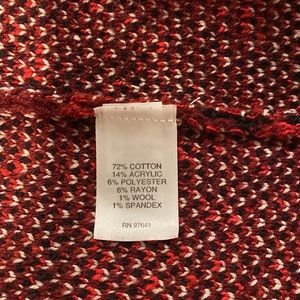 72% COTTON
14% ACRYLIC
6% POLYESTER
6% RAYON
1% WOOL
1% SPANDEX
RN 97641